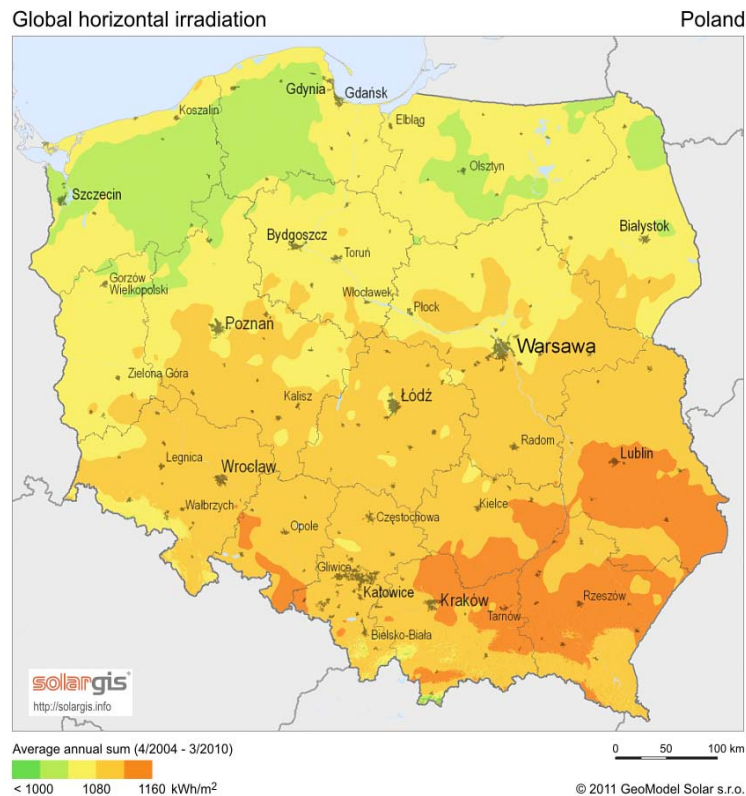 Global horizontal irradiation
Poland
Gdynia
Gdańsk
Koszalin
Elbląg
Olsztyn
Szczecin
Białystok
Bydgoszcz
Toruń
Gorzów
Wielkopolski
Włocławek
Płock
Poznań
Warsawa
Zielona Góra
Kalisz
Łódź
Radom
Lublin
Legnica
Wrocław
Wałbrzych
Kielce
Opole
Częstochowa
Gliwice
Katowice
Kraków
Tarnów
Rzeszów
Bielsko-Biała
solargis
http://solargis.info
Average annual sum (4/2004 - 3/2010)
0 50 100 km
< 1000 1080 1160 kWh/m2
© 2011 GeoModel Solar s.r.o.